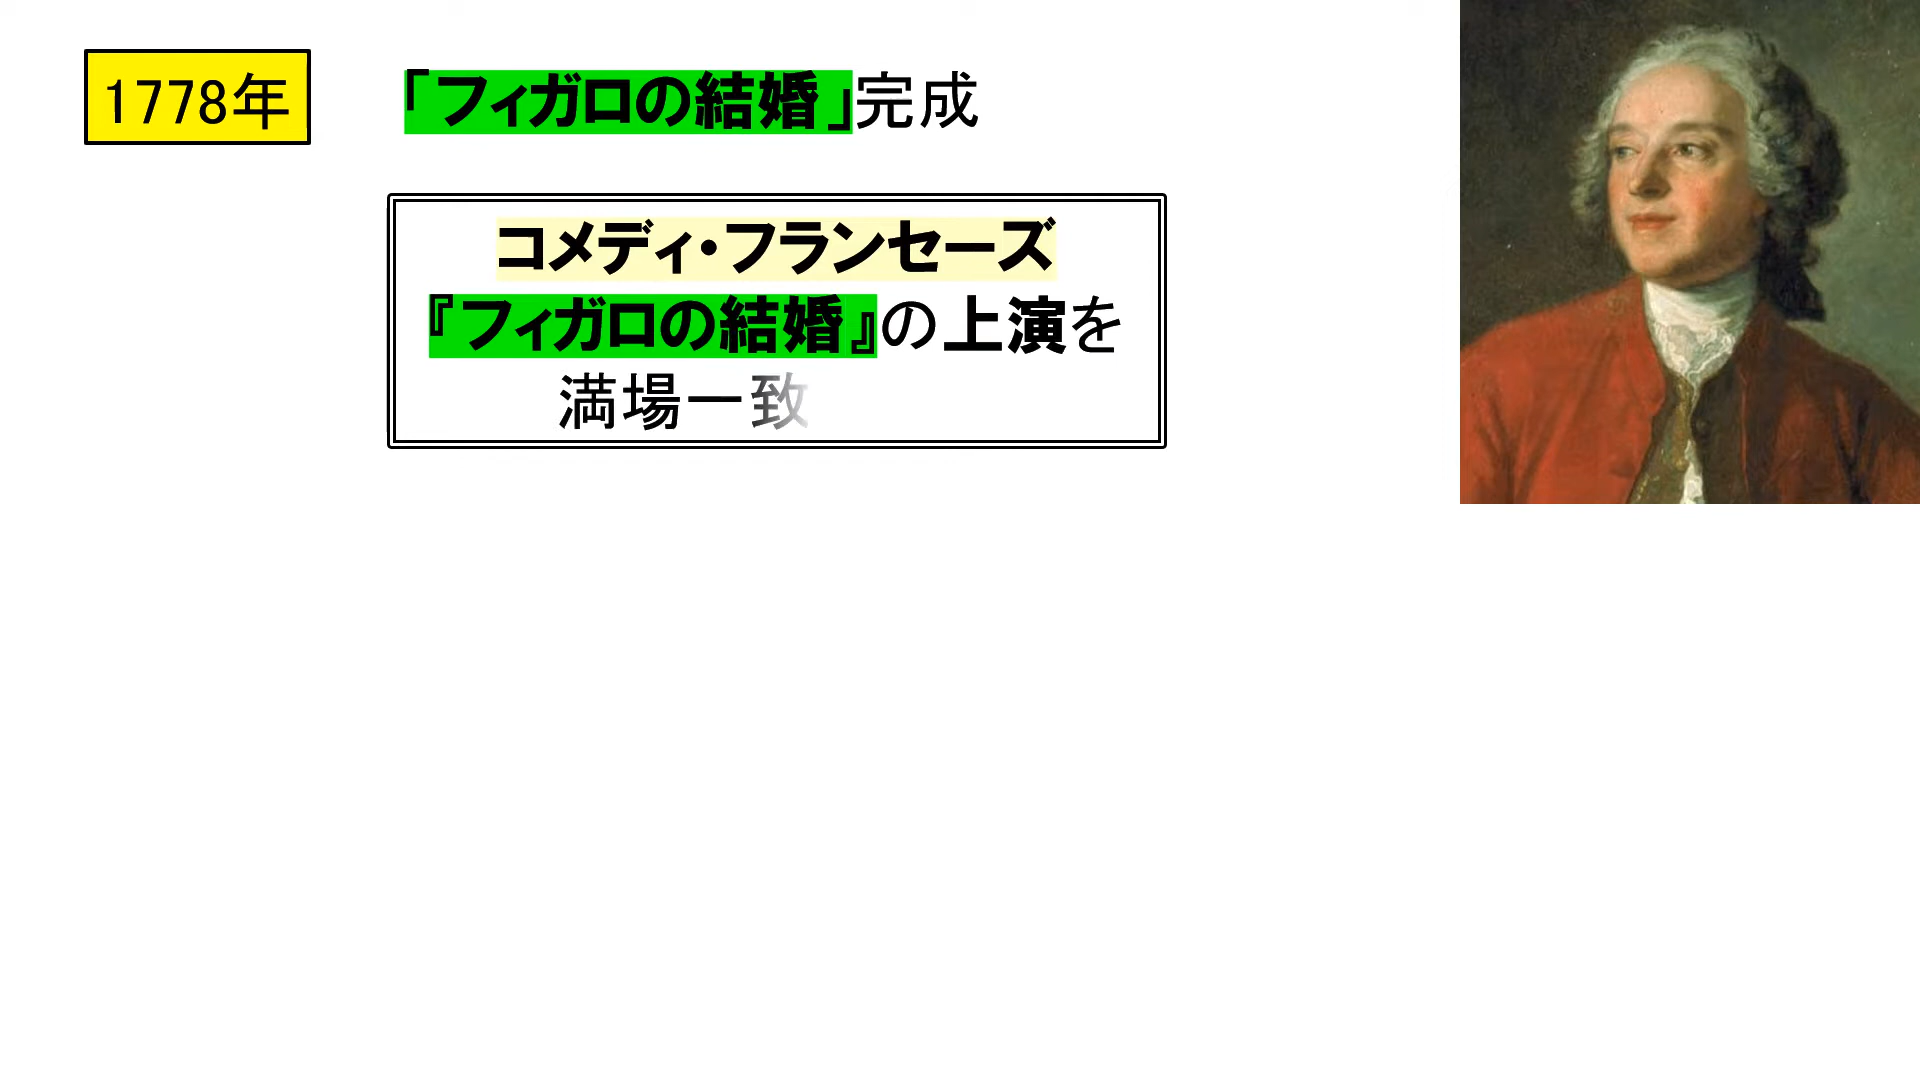 1778年
「フィガロの結婚」完成
コメディ・フランセーズ
『フィガロの結婚』の上演を
満場一致